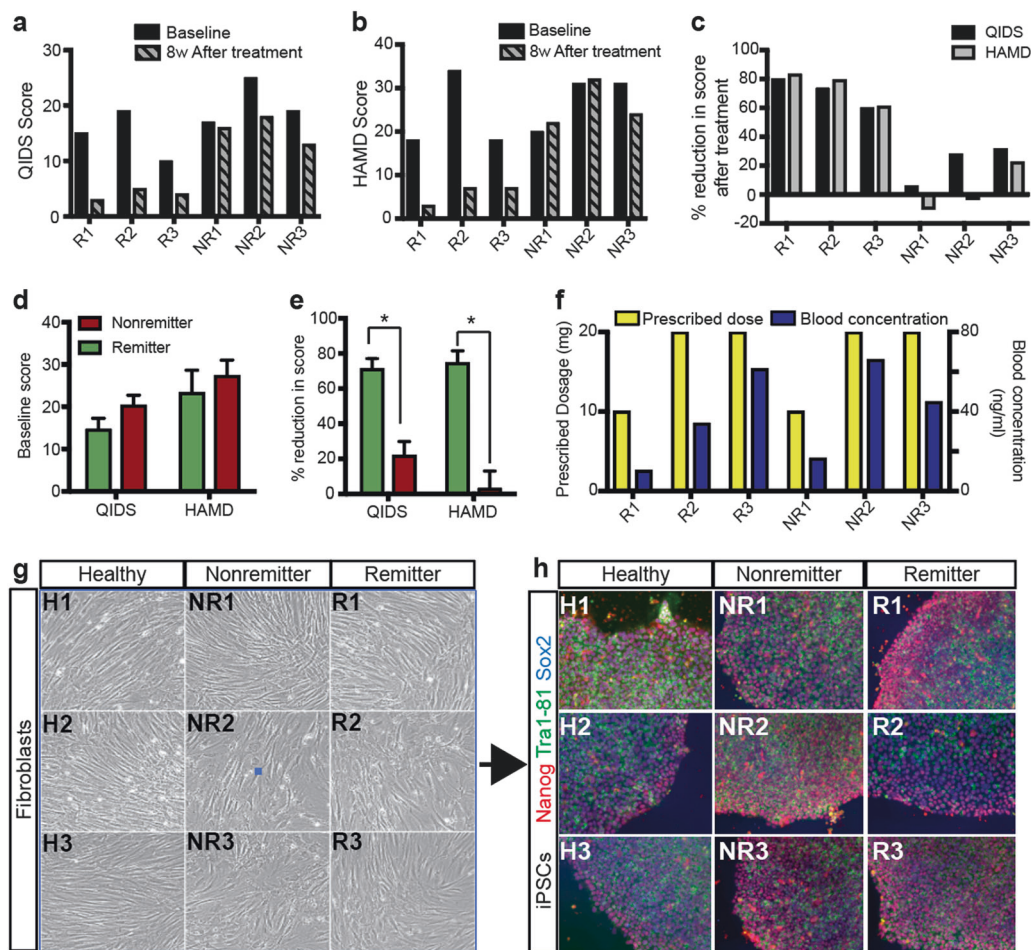 a
Baseline
8w After treatment
30
20
10
0
QIDS Score
R1 R2 R3 NR1 NR2 NR3
b
Baseline
8w After treatment
40
30
20
10
0
HAMD Score
R1 R2 R3 NR1 NR2 NR3
c
QIDS
HAMD
100
80
60
40
20
0
-20
% reduction in score
after treatment
R1 R2 R3 NR1 NR2 NR3
d
Nonremitter
Remitter
40
30
20
10
0
Baseline score
QIDS HAMD
e
* *
100
80
60
40
20
0
% reduction in score
QIDS HAMD
f
Prescribed dose Blood concentration
20
10
0
Prescribed Dosage (mg)
80
60
40
20
0
Blood concentration
(ng/ml)
R1 R2 R3 NR1 NR2 NR3
g
Healthy Nonremitter Remitter
Fibroblasts
H1 NR1 R1
H2 NR2 R2
H3 NR3 R3
h
Healthy Nonremitter Remitter
Nanog Tra1-81 Sox2
iPSCs
H1 NR1 R1
H2 NR2 R2
H3 NR3 R3